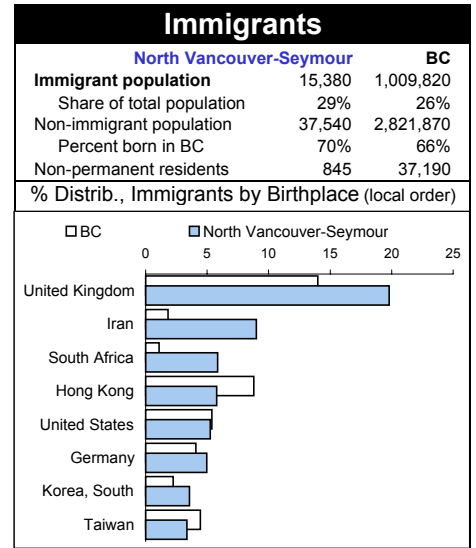 Immigrants
North Vancouver-Seymour BC
Immigrant population 15,380 1,009,820
Share of total population 29% 26%
Non-immigrant population 37,540 2,821,870
Percent born in BC 70% 66%
Non-permanent residents 845 37,190
% Distrib., Immigrants by Birthplace (local order)
BC North Vancouver-Seymour
0 5 10 15 20 25
United Kingdom
Iran
South Africa
Hong Kong
United States
Germany
Korea, South
Taiwan